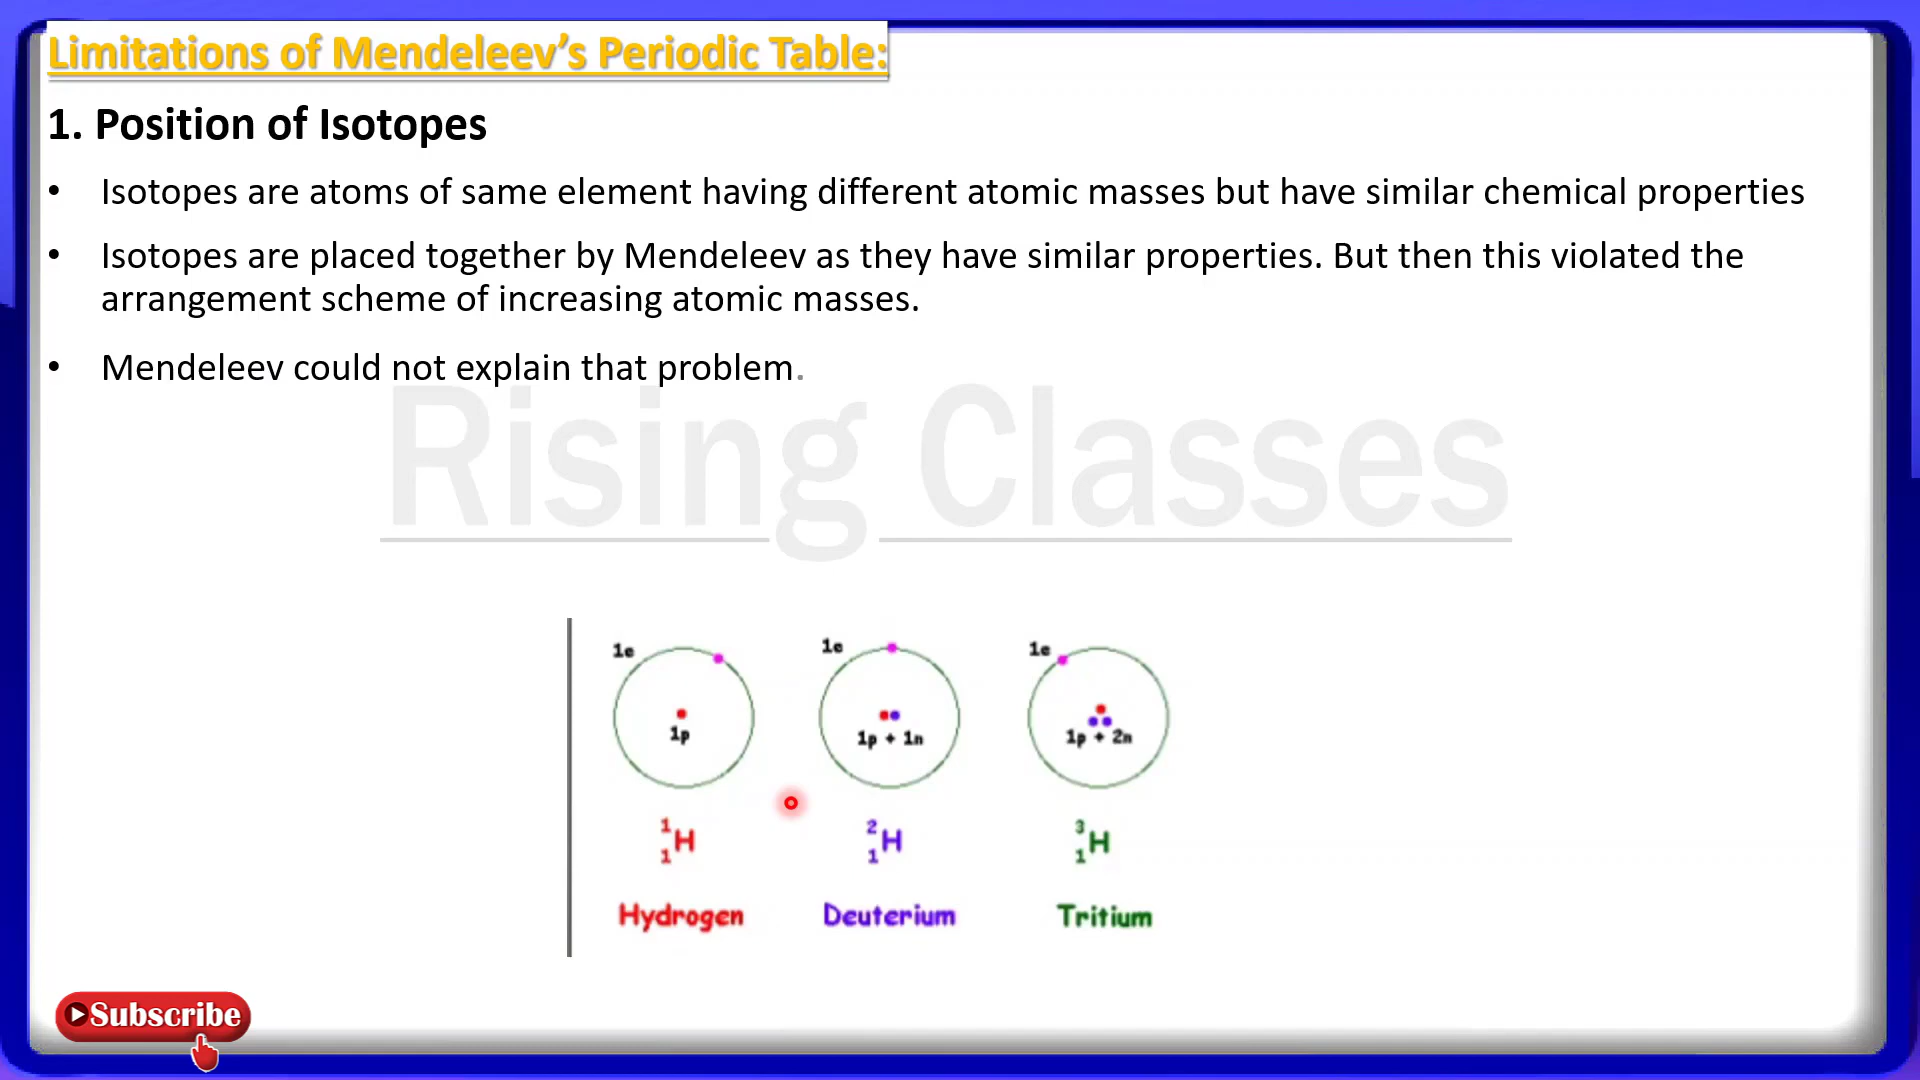 Limitations of Mendeleev’s Periodic Table:
1. Position of Isotopes
• Isotopes are atoms of same element having different atomic masses but have similar chemical properties
• Isotopes are placed together by Mendeleev as they have similar properties. But then this violated the
arrangement scheme of increasing atomic masses.
• Mendeleev could not explain that problem.
Rising Classes
1e 1e 1e
1p 1p + 1n 1p + 2n
1 2 3
H H H
1 1 1
Hydrogen Deuterium Tritium
Subscribe